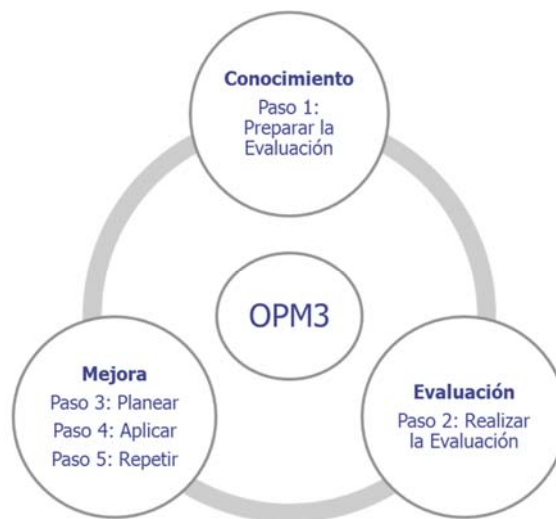 Conocimiento
Paso 1:
Preparar la
Evaluación
OPM3
Mejora
Paso 3: Planear
Paso 4: Aplicar
Paso 5: Repetir
Evaluación
Paso 2: Realizar
la Evaluación